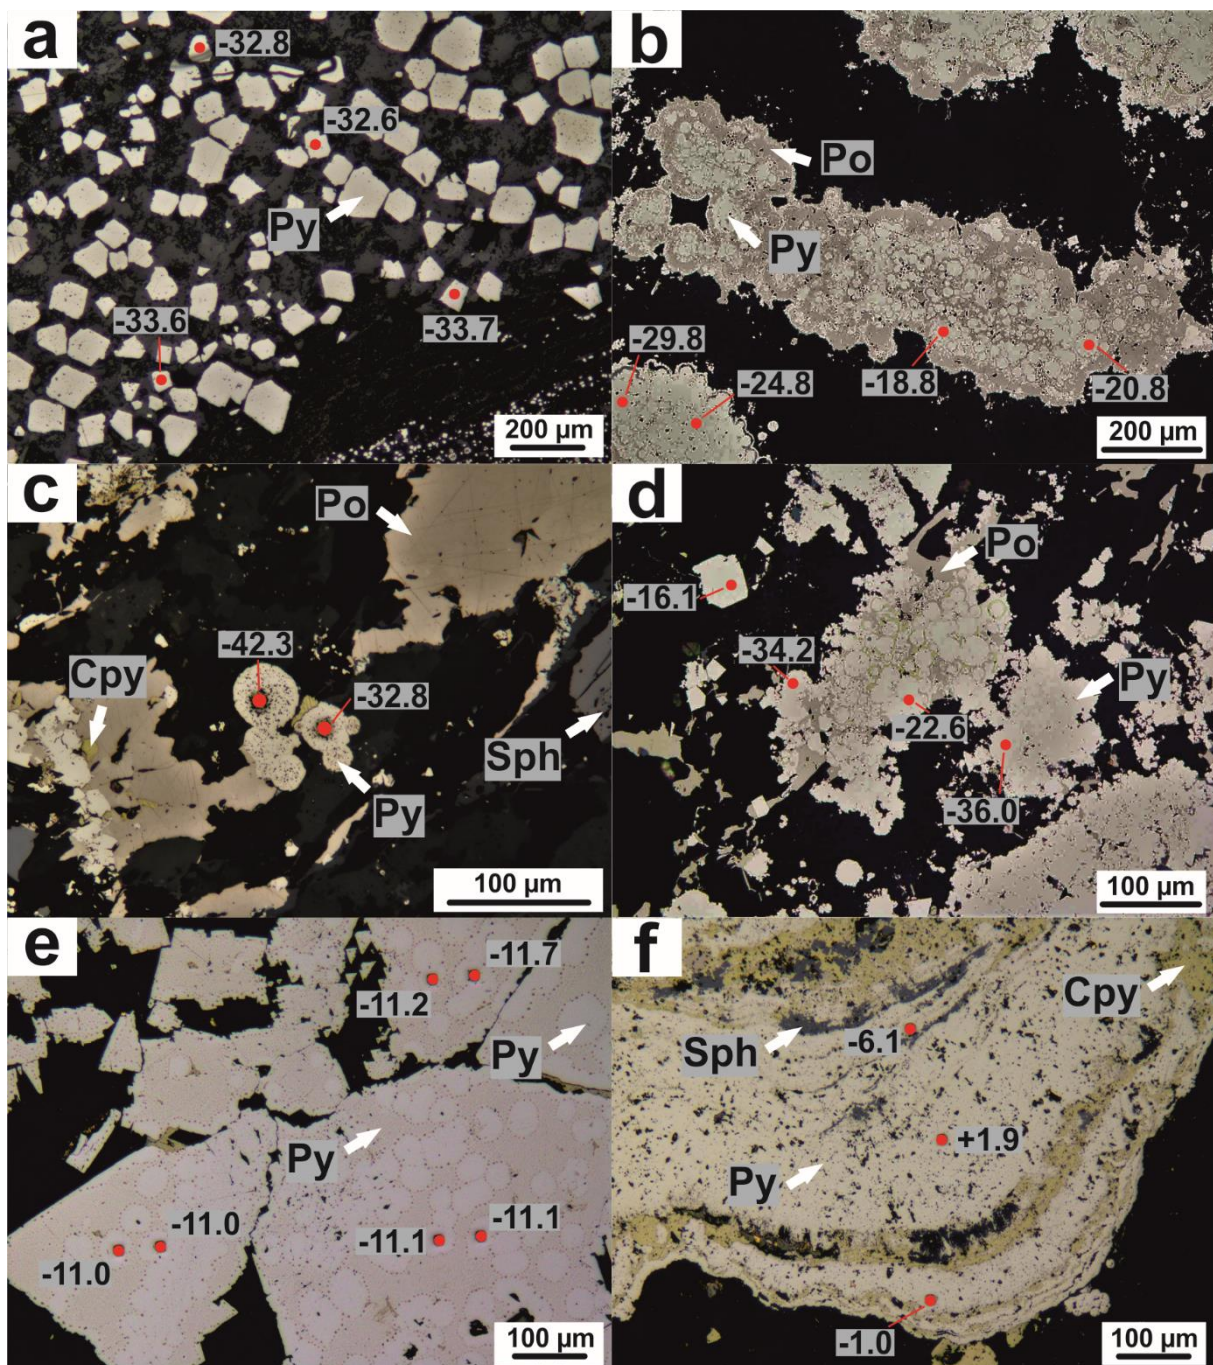 a
-32.8
-32.6
Py
-33.6
-33.7
200 µm
b
Po
Py
-29.8
-24.8
-18.8
-20.8
200 µm
c
Po
-42.3
Cpy
-32.8
Sph
Py
100 µm
d
Po
-16.1
-34.2
Py
-22.6
-36.0
100 µm
e
-11.7
-11.2
Py
Py
-11.0
-11.0
-11.1
-11.1
100 µm
f
Cpy
Sph
-6.1
+1.9
Py
-1.0
100 µm